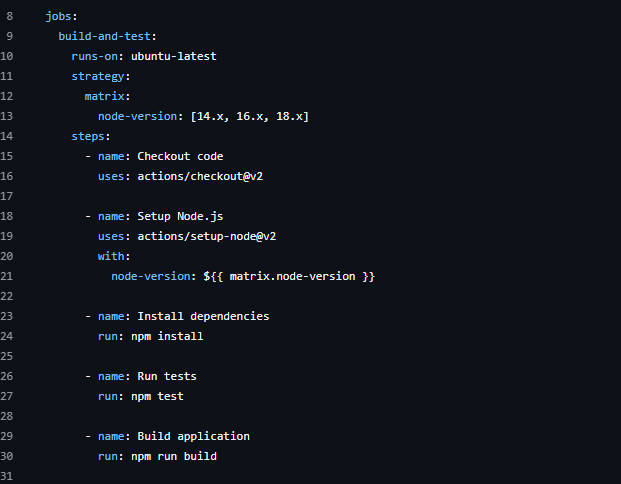 8 jobs:
9 build-and-test:
10 runs-on: ubuntu-latest
11 strategy:
12 matrix:
13 node-version: [14.x, 16.x, 18.x]
14 steps:
15 - name: Checkout code
16 uses: actions/checkout@v2
17
18 - name: Setup Node.js
19 uses: actions/setup-node@v2
20 with:
21 node-version: ${{ matrix.node-version }}
22
23 - name: Install dependencies
24 run: npm install
25
26 - name: Run tests
27 run: npm test
28
29 - name: Build application
30 run: npm run build
31